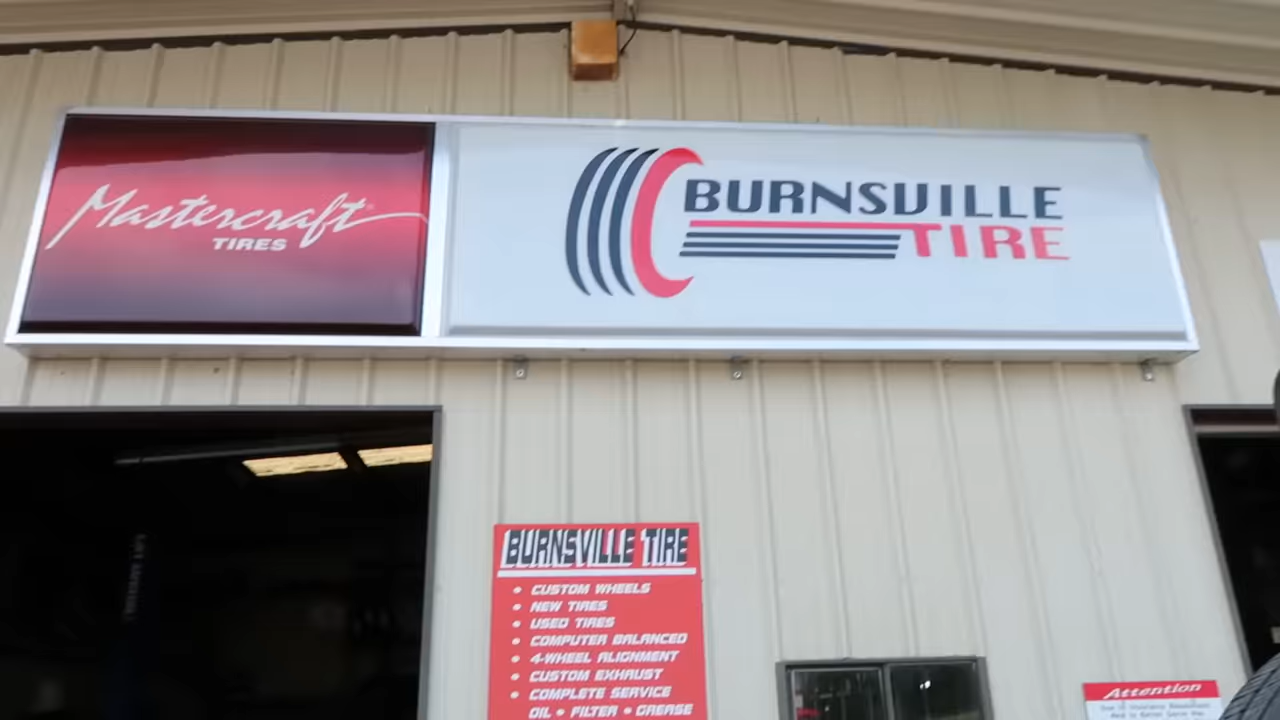 Mastercraft
TIRES
BURNSVILLE
TIRE
BURNSVILLE TIRE
• CUSTOM WHEELS
• NEW TIRES
• USED TIRES
• COMPUTER BALANCED
• 4-WHEEL ALIGNMENT
• CUSTOM EXHAUST
• COMPLETE SERVICE
OIL • FILTER • GREASE
Attention